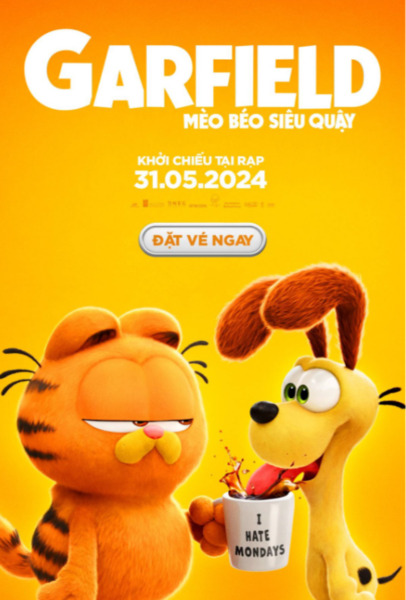 GARFIELD
MÈO BÉO SIÊU QUẬY
KHỞI CHIẾU TẠI RẠP
31.05.2024
ĐẶT VÉ NGAY
I
HATE
MONDAYS